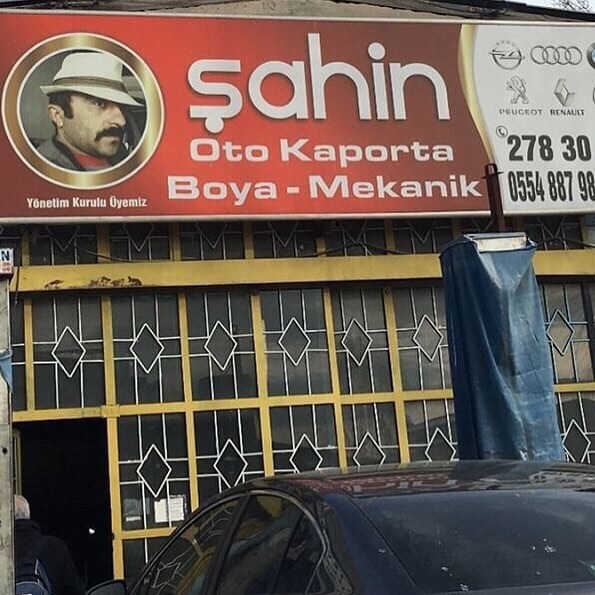 şahin
Oto Kaporta
Boya - Mekanik
Yönetim Kurulu Üyemiz
PEUGEOT RENAULT
278 30
0554 887 98